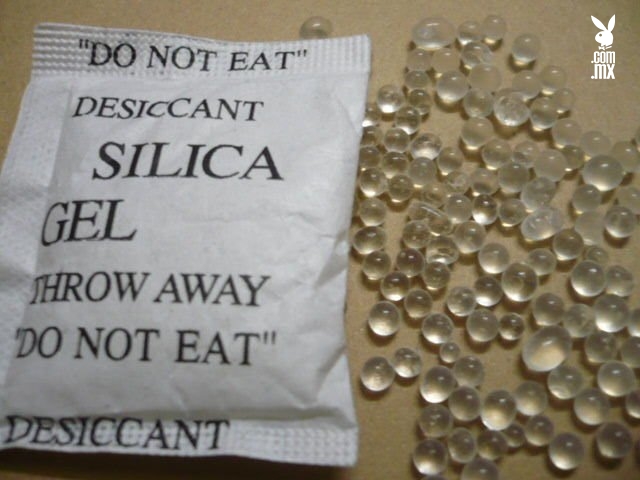 "DO NOT EAT"
DESICCANT
SILICA
GEL
THROW AWAY
"DO NOT EAT"
DESICCANT
.com
.mx